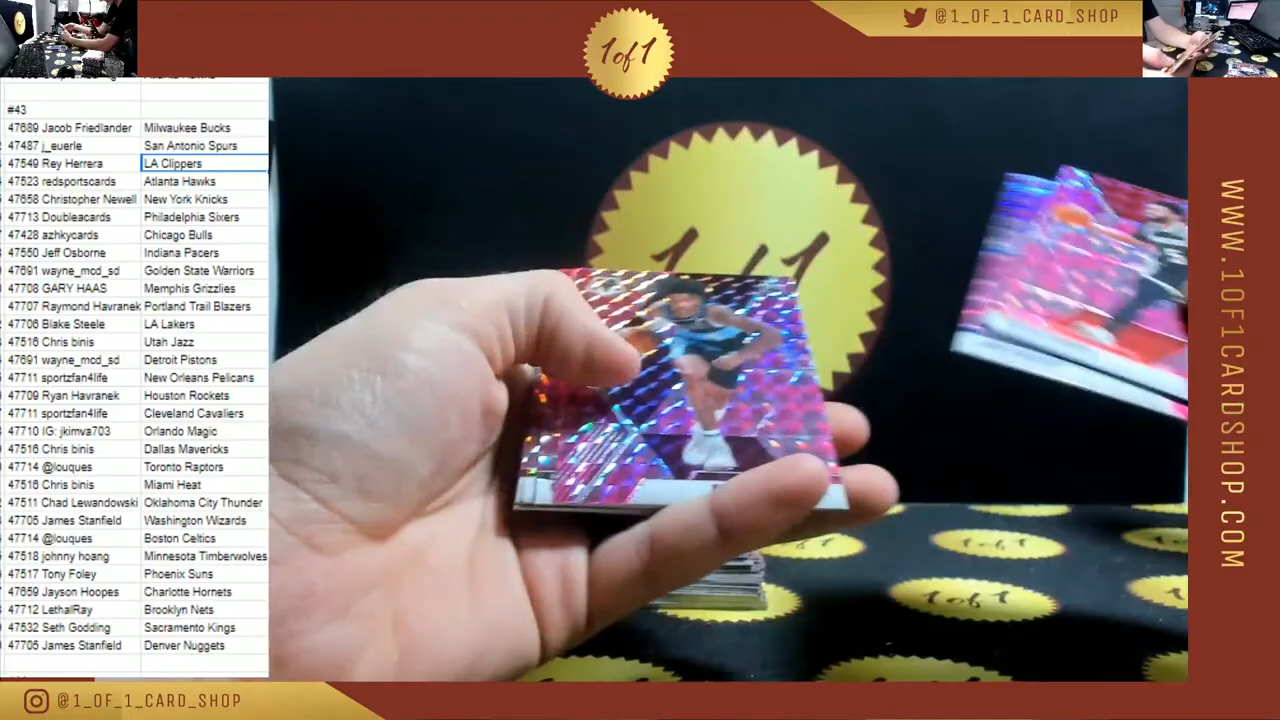 1of1
@1_OF_1_CARD_SHOP
#43
47689 Jacob Friedlander Milwaukee Bucks
47487 j_euerle San Antonio Spurs
47549 Rey Herrera LA Clippers
47523 redsportscards Atlanta Hawks
47658 Christopher Newell New York Knicks
47713 Doubleacards Philadelphia Sixers
47428 azhkycards Chicago Bulls
47550 Jeff Osborne Indiana Pacers
47691 wayne_mcd_sd Golden State Warriors
47708 GARY HAAS Memphis Grizzlies
47707 Raymond Havranek Portland Trail Blazers
47706 Blake Steele LA Lakers
47516 Chris binis Utah Jazz
47691 wayne_mcd_sd Detroit Pistons
47711 sportzfan4life New Orleans Pelicans
47709 Ryan Havranek Houston Rockets
47711 sportzfan4life Cleveland Cavaliers
47710 IG: jkimva703 Orlando Magic
47516 Chris binis Dallas Mavericks
47714 @louques Toronto Raptors
47516 Chris binis Miami Heat
47511 Chad Lewandowski Oklahoma City Thunder
47705 James Stanfield Washington Wizards
47714 @louques Boston Celtics
47518 johnny hoang Minnesota Timberwolves
47517 Tony Foley Phoenix Suns
47659 Jayson Hoopes Charlotte Hornets
47712 LethalRay Brooklyn Nets
47532 Seth Godding Sacramento Kings
47705 James Stanfield Denver Nuggets
1of1
WWW.1OF1CARDSHOP.COM
@1_OF_1_CARD_SHOP